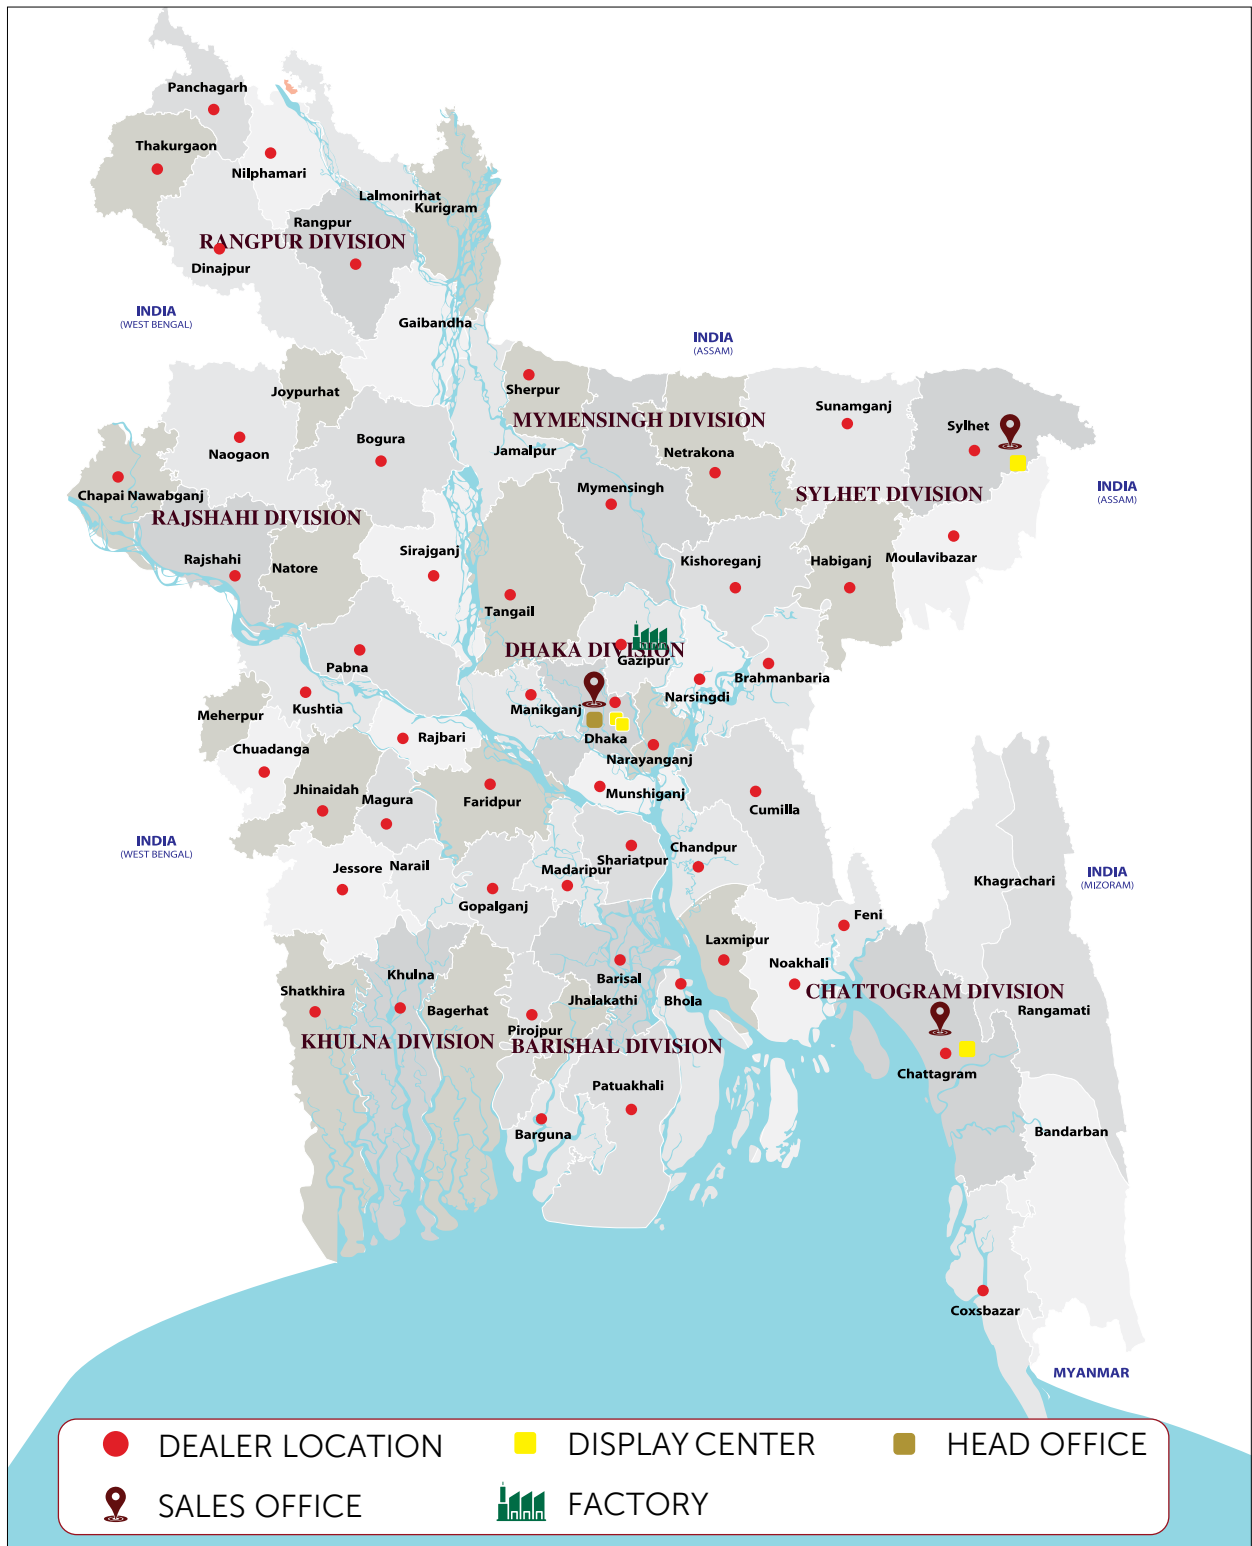 Panchagarh
Thakurgaon
Nilphamari
Lalmonirhat
Kurigram
Rangpur
RANGPUR DIVISION
Dinajpur
INDIA
(WEST BENGAL)
Gaibandha
INDIA
(ASSAM)
Joypurhat
Sherpur
MYMENSINGH DIVISION
Sunamganj
Sylhet
Naogaon
Bogura
Jamalpur
Netrakona
Chapai Nawabganj
Mymensingh
SYLHET DIVISION
INDIA
(ASSAM)
RAJSHAHI DIVISION
Rajshahi
Natore
Sirajganj
Kishoreganj
Habiganj
Moulavibazar
Tangail
DHAKA DIVISION
Gazipur
Pabna
Brahmanbaria
Narsingdi
Kushtia
Meherpur
Manikganj
Dhaka
Rajbari
Chuadanga
Narayanganj
Jhinaidah
Magura
Faridpur
Munshiganj
Cumilla
INDIA
(WEST BENGAL)
Jessore
Narail
Madaripur
Shariatpur
Chandpur
Khagrachari
INDIA
(MIZORAM)
Gopalganj
Feni
Laxmipur
Noakhali
Khulna
Barisal
Shatkhira
Bagerhat
Jhalakathi
Bhola
CHATTOGRAM DIVISION
Rangamati
Pirojpur
KHULNA DIVISION
BARISHAL DIVISION
Chattagram
Patuakhali
Barguna
Bandarban
Coxsbazar
MYANMAR
DEALER LOCATION
DISPLAY CENTER
HEAD OFFICE
SALES OFFICE
FACTORY